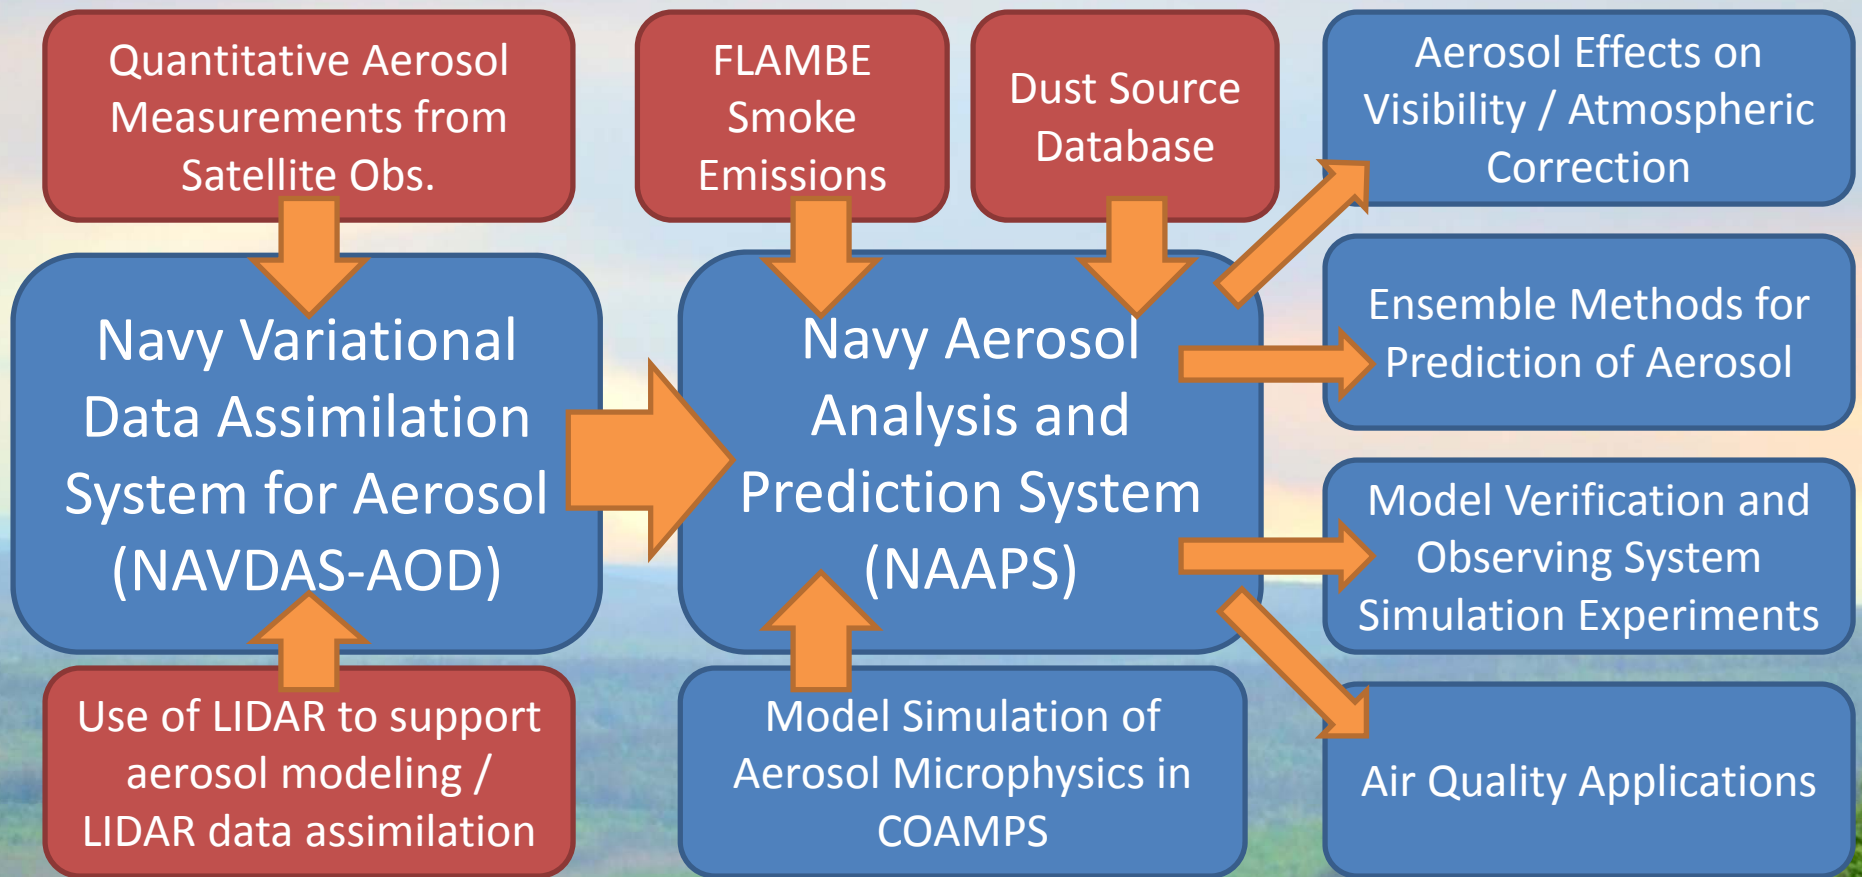 Quantitative Aerosol
Measurements from
Satellite Obs.
FLAMBE
Smoke
Emissions
Dust Source
Database
Aerosol Effects on
Visibility / Atmospheric
Correction
Navy Variational
Data Assimilation
System for Aerosol
(NAVDAS-AOD)
Navy Aerosol
Analysis and
Prediction System
(NAAPS)
Ensemble Methods for
Prediction of Aerosol
Model Verification and
Observing System
Simulation Experiments
Use of LIDAR to support
aerosol modeling /
LIDAR data assimilation
Model Simulation of
Aerosol Microphysics in
COAMPS
Air Quality Applications